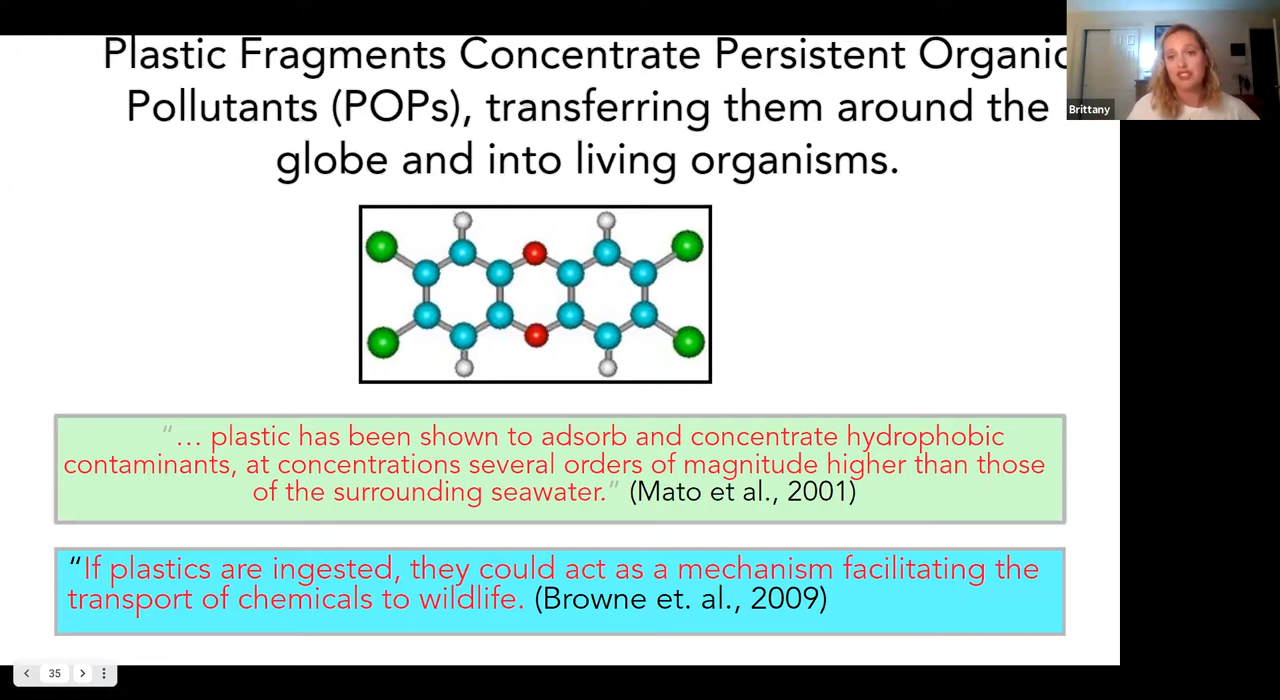 Plastic Fragments Concentrate Persistent Organic
Pollutants (POPs), transferring them around the
globe and into living organisms.
Brittany
“… plastic has been shown to adsorb and concentrate hydrophobic
contaminants, at concentrations several orders of magnitude higher than those
of the surrounding seawater.” (Mato et al., 2001)
“If plastics are ingested, they could act as a mechanism facilitating the
transport of chemicals to wildlife. (Browne et. al., 2009)
35